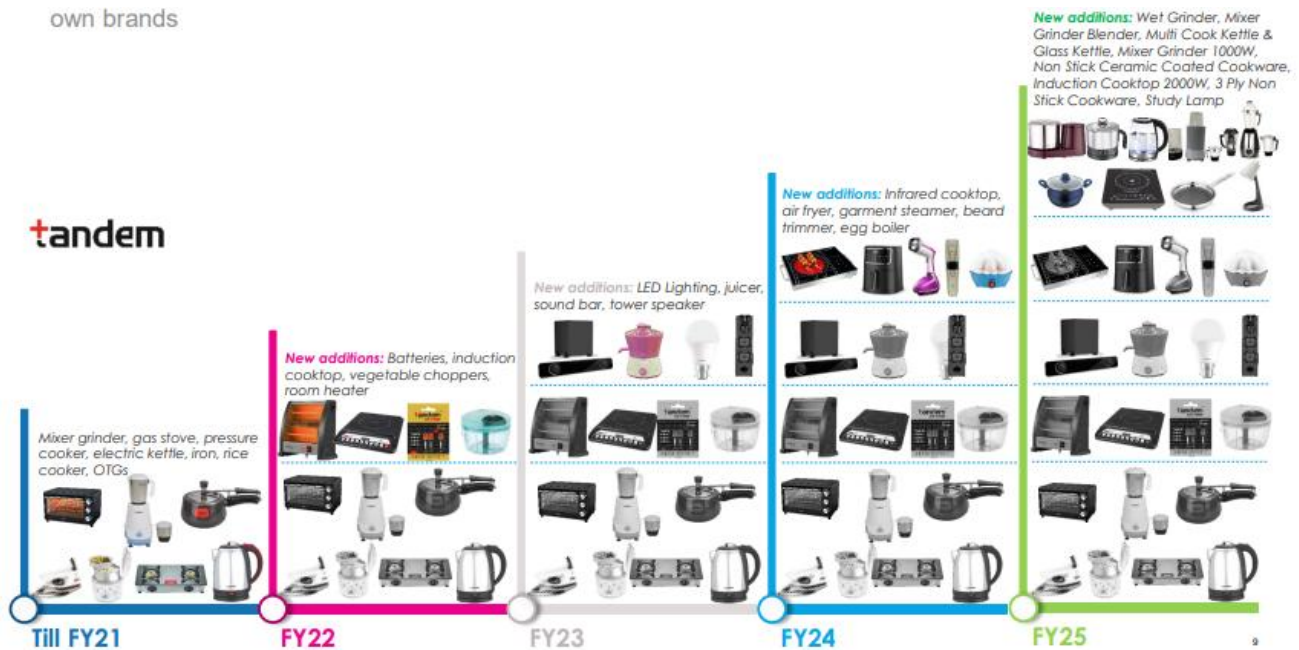 own brands
New additions: Wet Grinder, Mixer
Grinder Blender, Multi Cook Kettle &
Glass Kettle, Mixer Grinder 1000W,
Non Stick Ceramic Coated Cookware,
Induction Cooktop 2000W, 3 Ply Non
Stick Cookware, Study Lamp
New additions: Infrared cooktop,
air fryer, garment steamer, beard
trimmer, egg boiler
tandem
New additions: LED Lighting, juicer,
sound bar, tower speaker
New additions: Batteries, induction
cooktop, vegetable choppers,
room heater
Mixer grinder, gas stove, pressure
cooker, electric kettle, iron, rice
cooker, OTGs
tandem
tandem
tandem
tandem
Till FY21
FY22
FY23
FY24
FY25
9